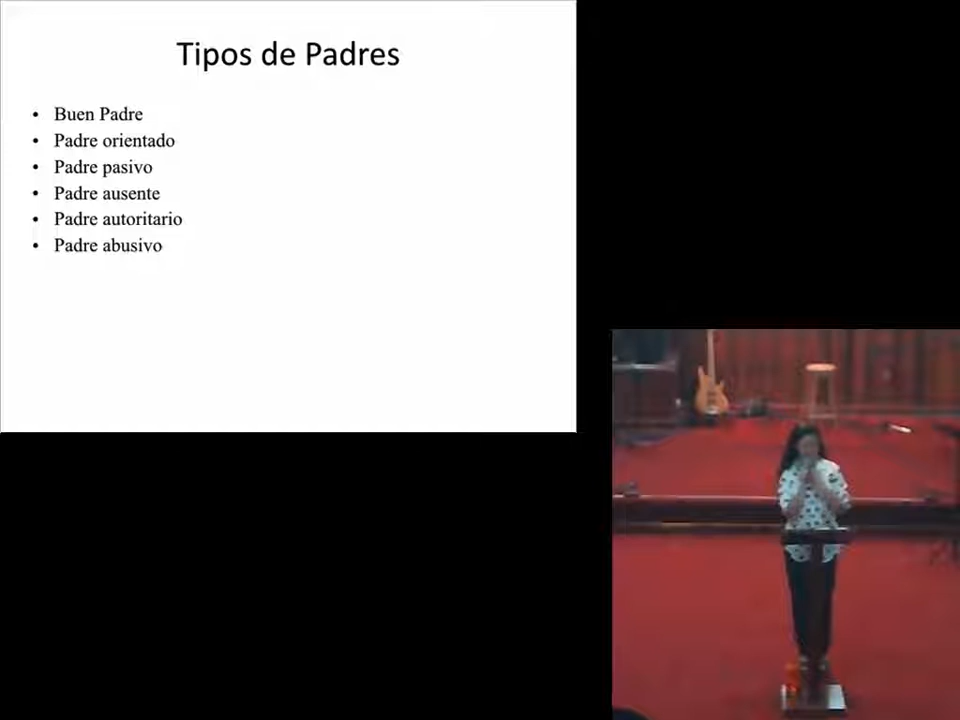 Tipos de Padres
• Buen Padre
• Padre orientado
• Padre pasivo
• Padre ausente
• Padre autoritario
• Padre abusivo